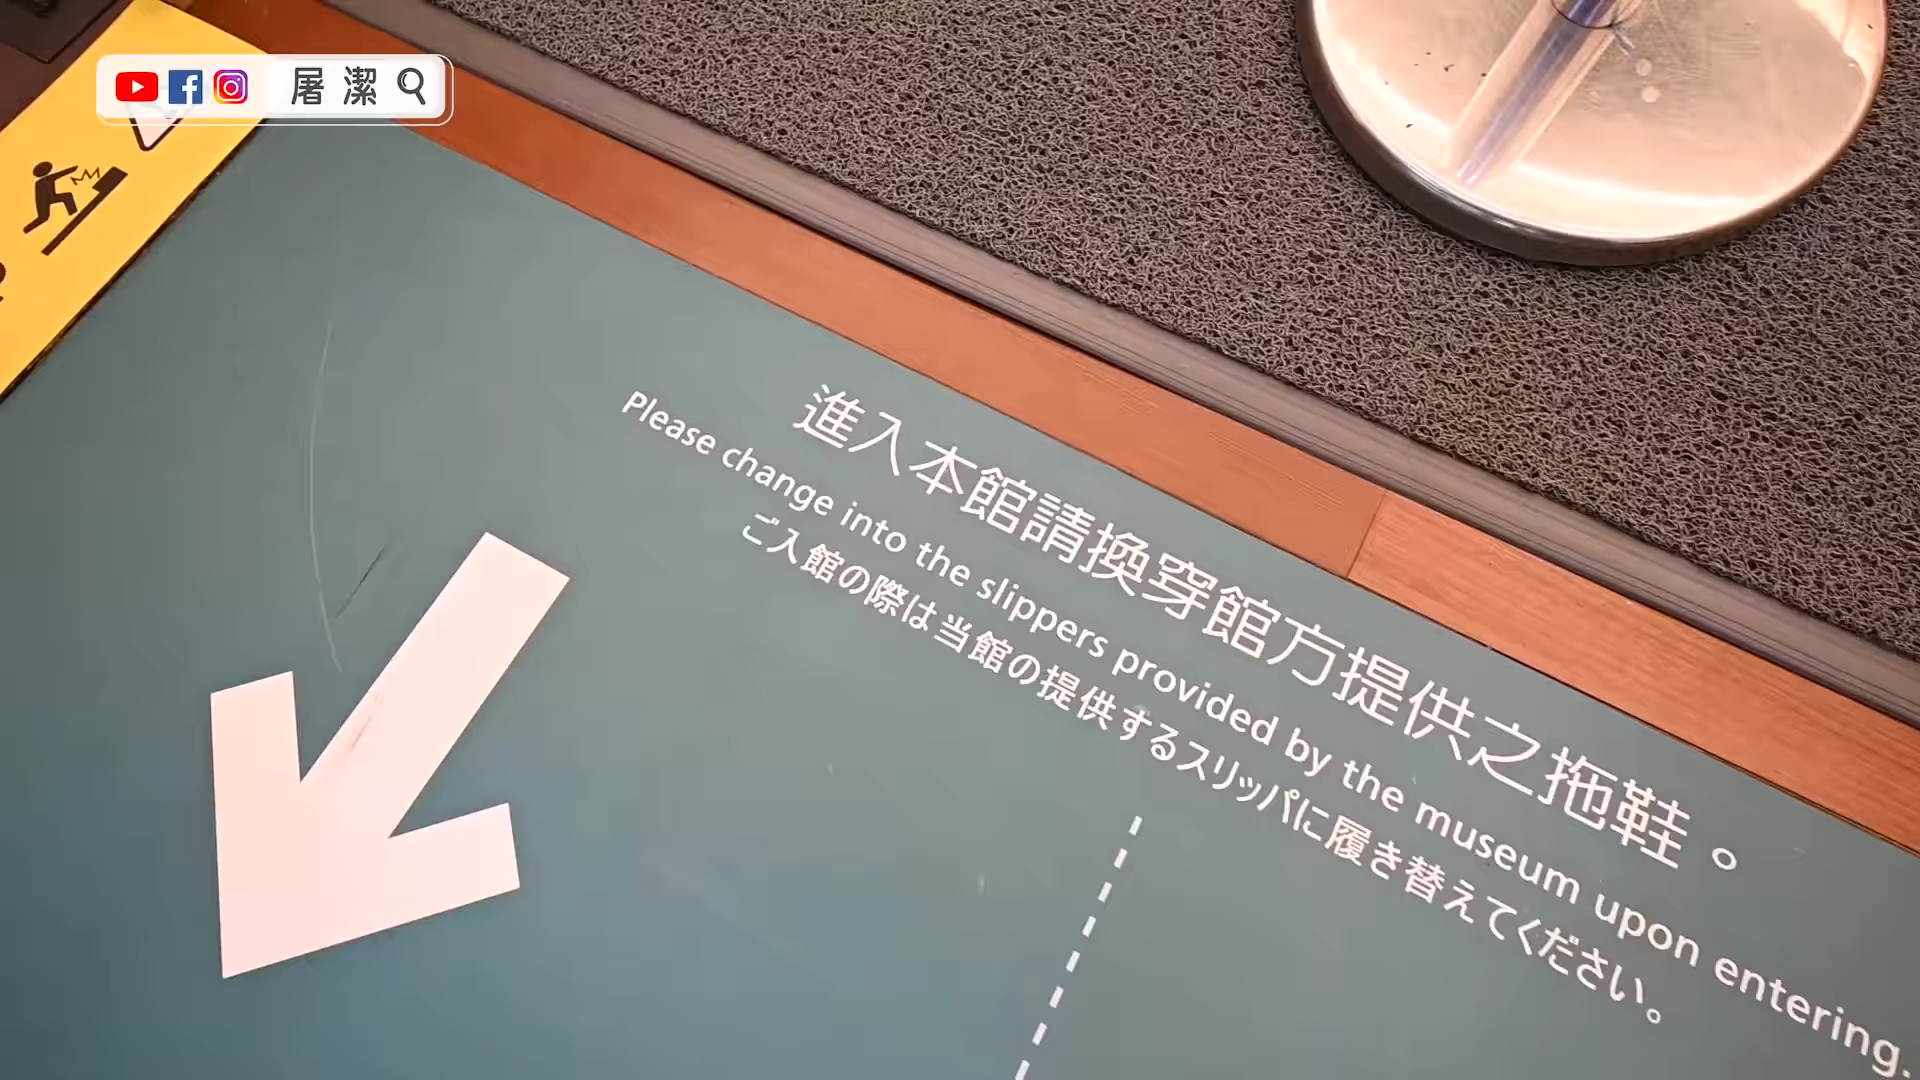 屠潔
進入本館請換穿館方提供之拖鞋。
Please change into the slippers provided by the museum upon entering.
ご入館の際は当館の提供するスリッパに履き替えてください。